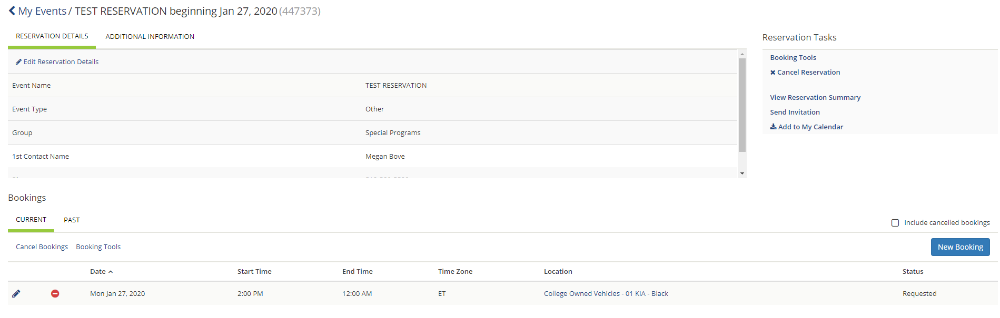 My Events / TEST RESERVATION beginning Jan 27, 2020 (447373)
RESERVATION DETAILS ADDITIONAL INFORMATION
Edit Reservation Details
Event Name TEST RESERVATION
Event Type Other
Group Special Programs
1st Contact Name Megan Bove
Reservation Tasks
Booking Tools
Cancel Reservation
View Reservation Summary
Send Invitation
Add to My Calendar
Bookings
CURRENT PAST
Include cancelled bookings
Cancel Bookings Booking Tools
New Booking
Date Start Time End Time Time Zone Location Status
Mon Jan 27, 2020 2:00 PM 12:00 AM ET College Owned Vehicles - 01 KIA - Black Requested